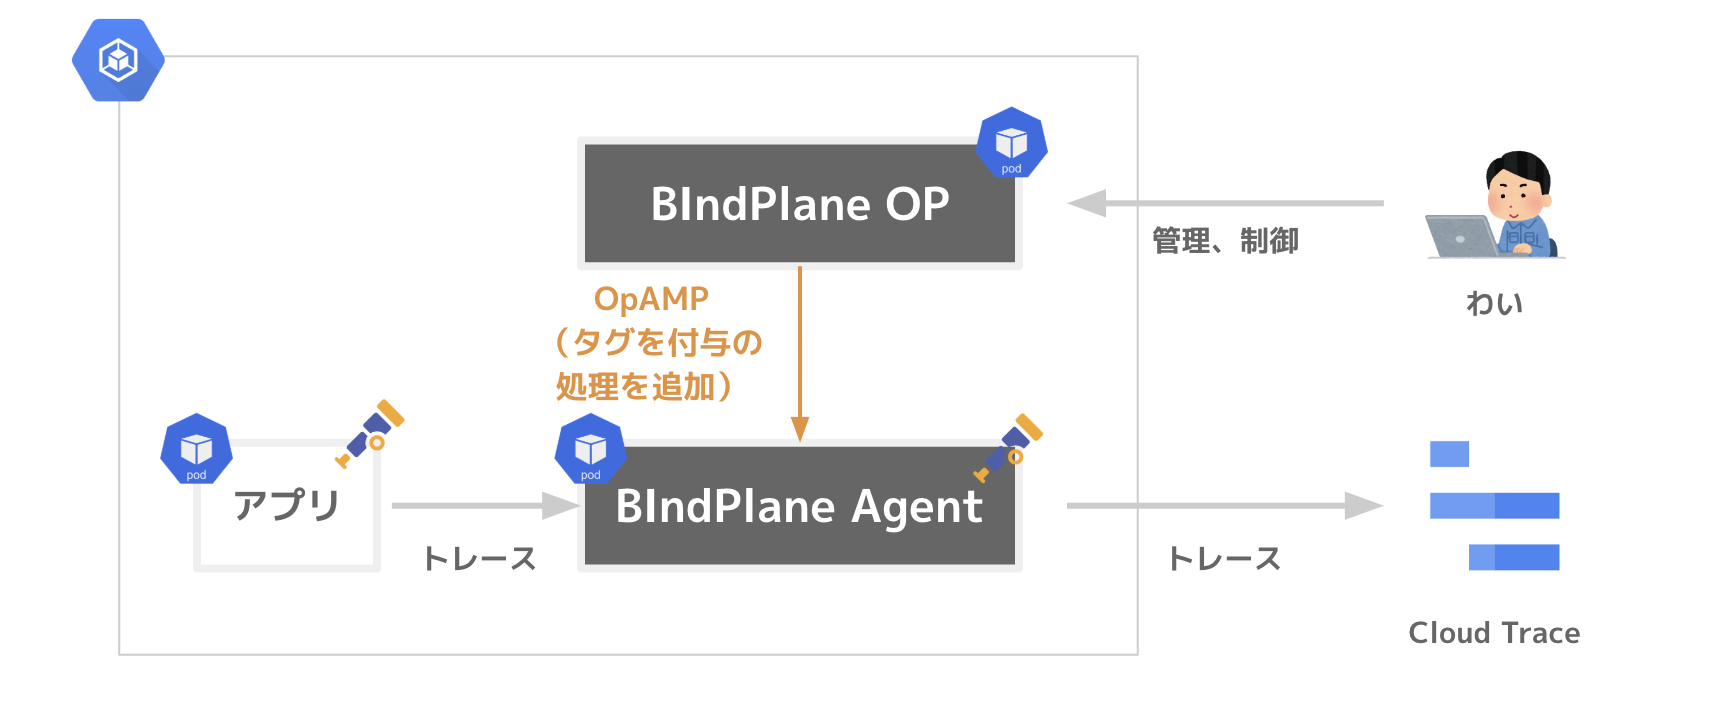 pod
BIndPlane OP
管理、制御
わい
OpAMP
（タグを付与の
処理を追加）
pod
アプリ
トレース
pod
BIndPlane Agent
トレース
Cloud Trace